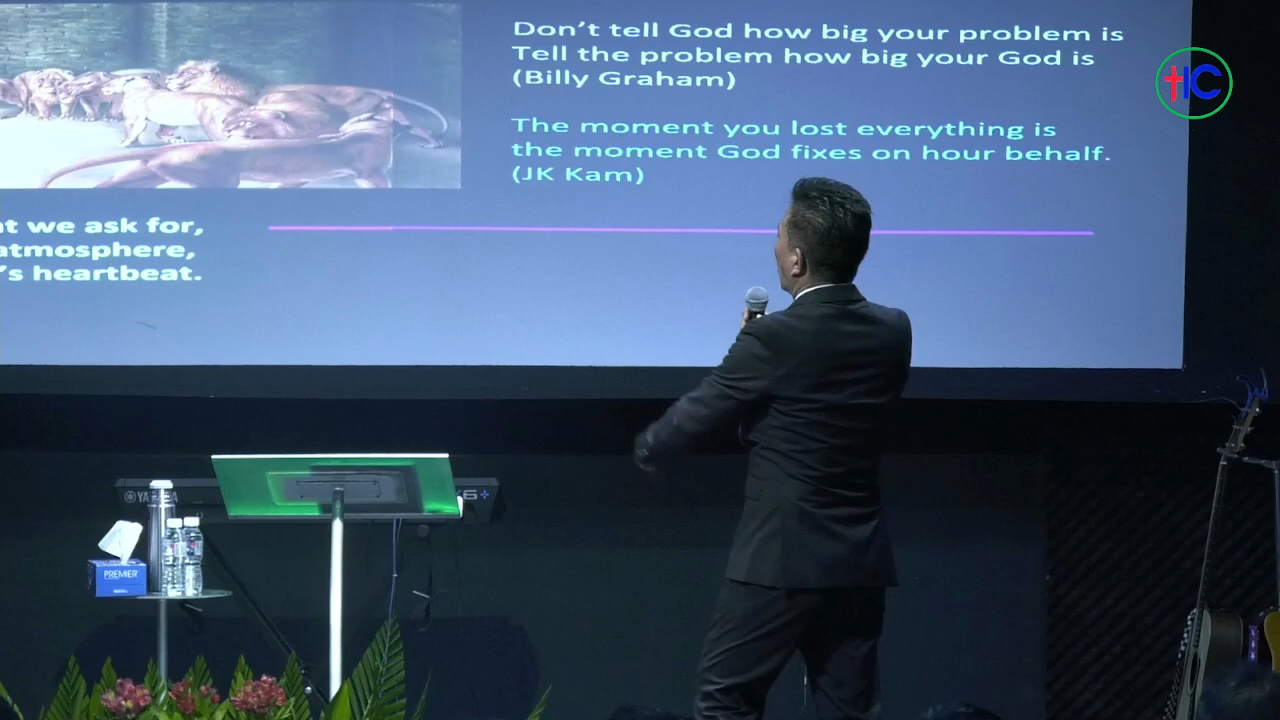 Don't tell God how big your problem is
Tell the problem how big your God is
(Billy Graham)
The moment you lost everything is
the moment God fixes on hour behalf.
(JK Kam)
we ask for,
atmosphere,
's heartbeat.
HC
YAMAHA
6+
PREMIER